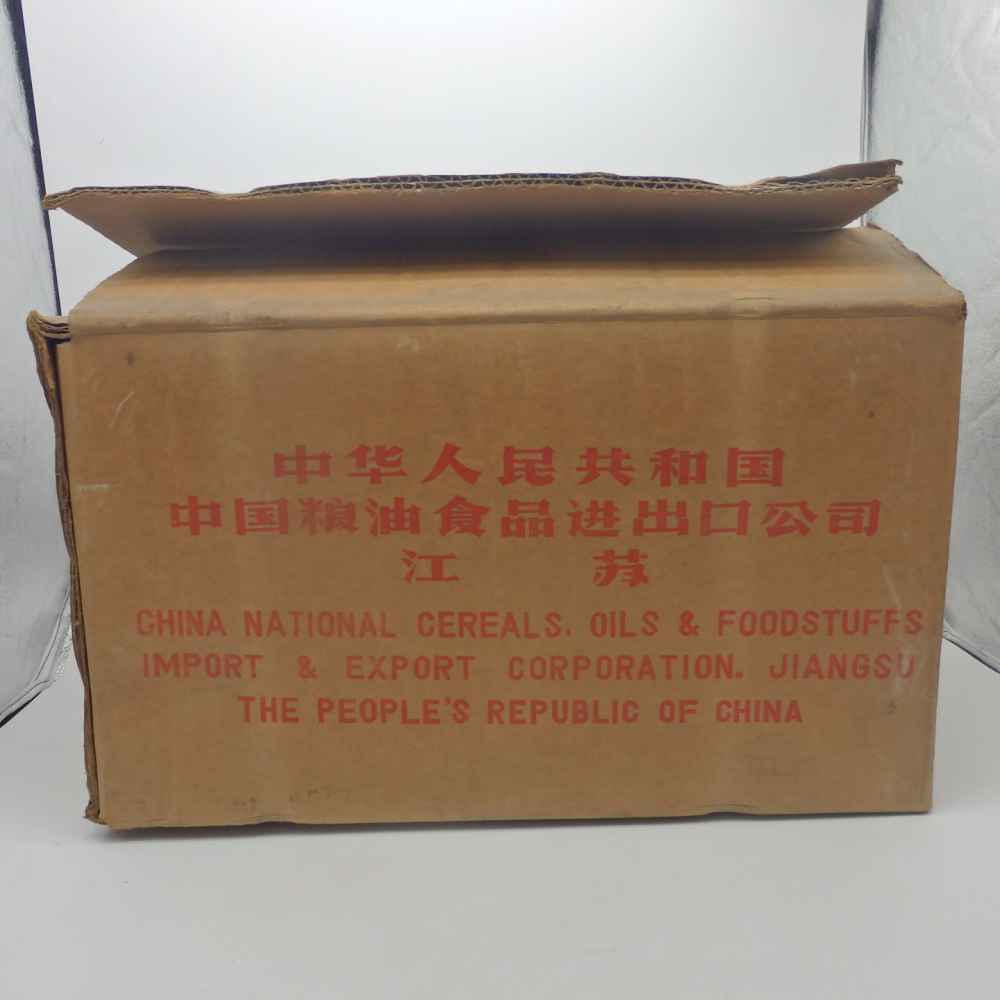 中华人民共和国
中国粮油食品进出口公司
江 苏
CHINA NATIONAL CEREALS. OILS & FOODSTUFFS
IMPORT & EXPORT CORPORATION. JIANGSU
THE PEOPLE'S REPUBLIC OF CHINA